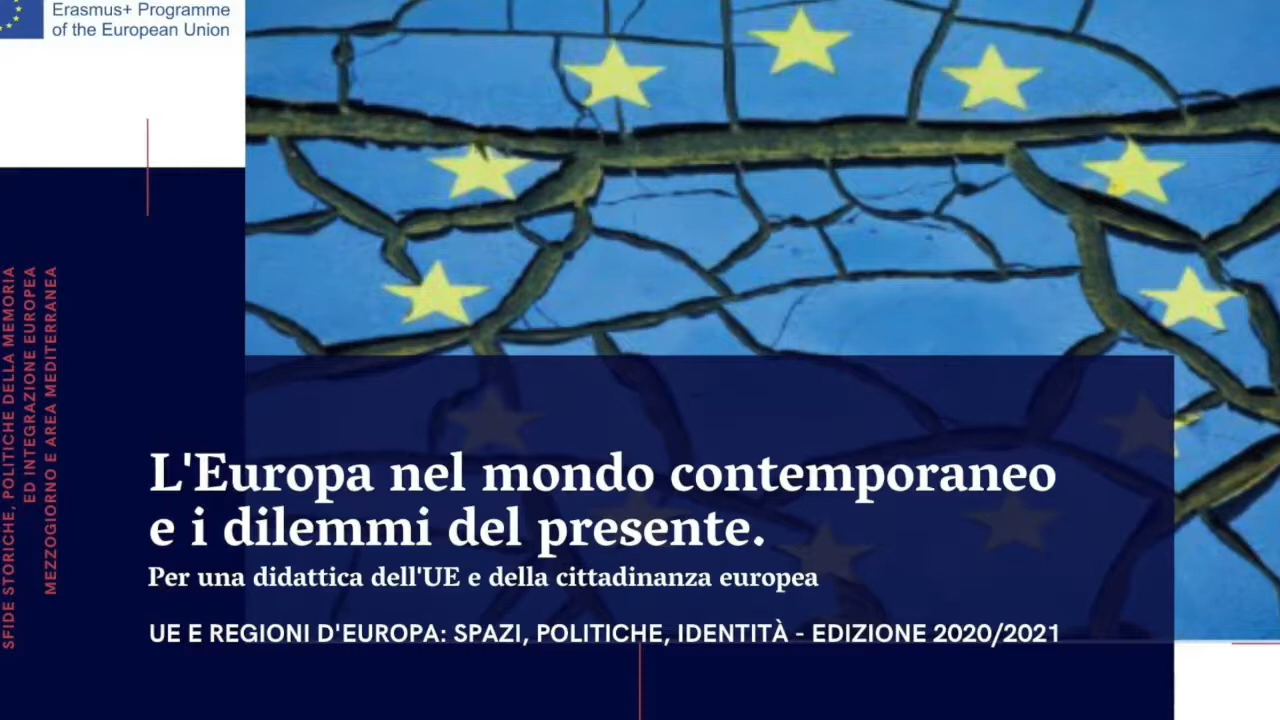 Erasmus+ Programme
of the European Union
SFIDE STORICHE, POLITICHE DELLA MEMORIA
ED INTEGRAZIONE EUROPEA
MEZZOGIORNO E AREA MEDITERRANEA
L'Europa nel mondo contemporaneo
e i dilemmi del presente.
Per una didattica dell'UE e della cittadinanza europea
UE E REGIONI D'EUROPA: SPAZI, POLITICHE, IDENTITÀ - EDIZIONE 2020/2021